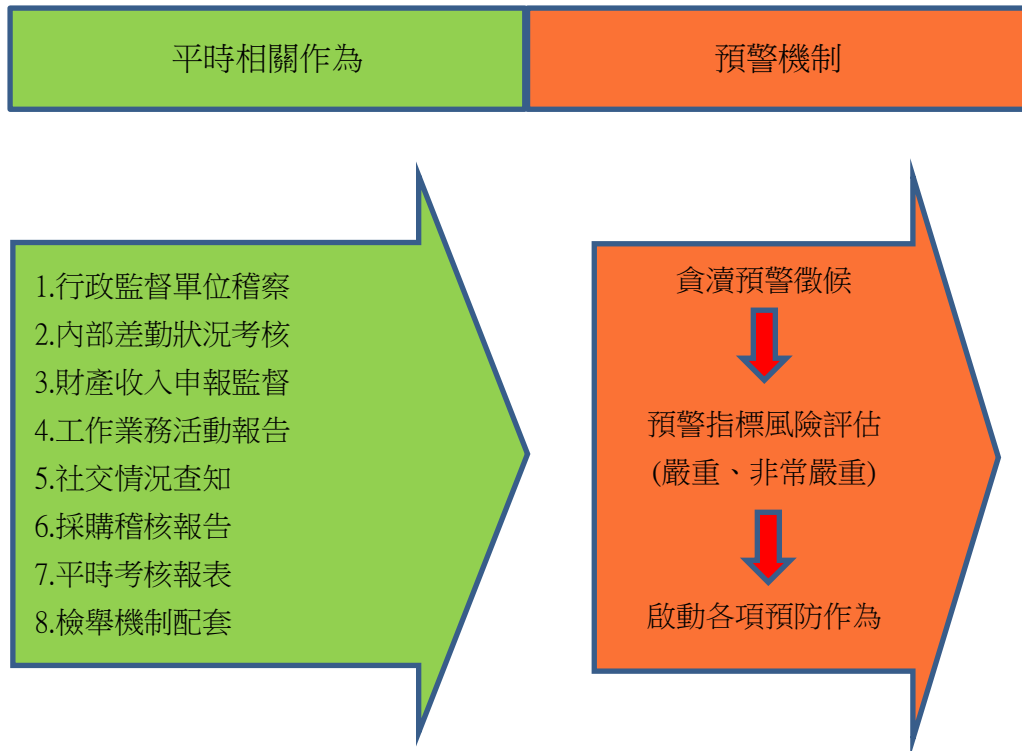 平時相關作為
預警機制
1.行政監督單位稽察
2.內部差勤狀況考核
3.財產收入申報監督
4.工作業務活動報告
5.社交情況查知
6.採購稽核報告
7.平時考核報表
8.檢舉機制配套
貪瀆預警徵候
預警指標風險評估
(嚴重、非常嚴重)
啟動各項預防作為